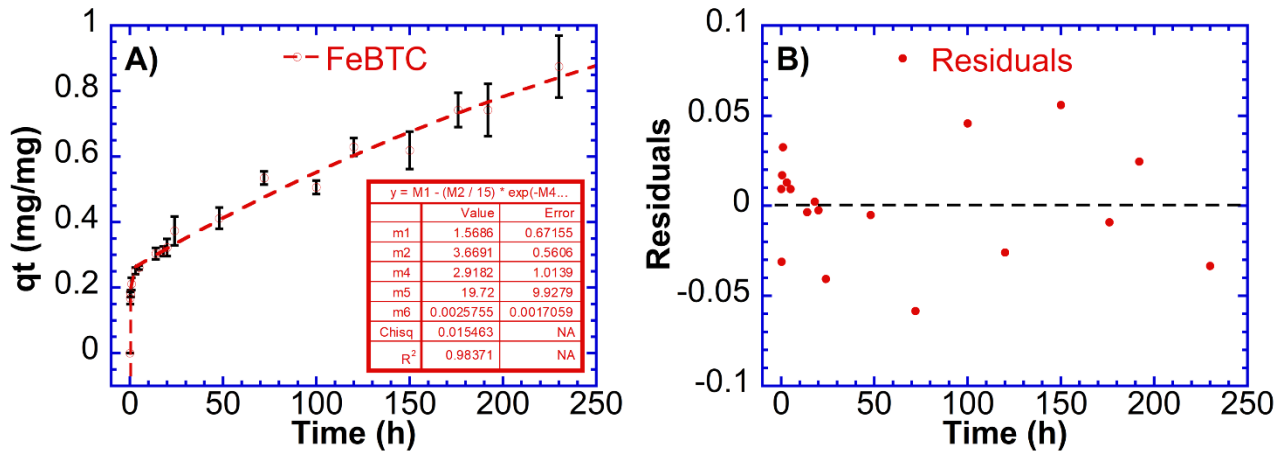 A)
FeBTC
qt (mg/mg)
1
0.8
0.6
0.4
0.2
0
y = M1 - (M2 / 15) * exp(-M4...
Value Error
m1 1.5686 0.67155
m2 3.6691 0.5606
m4 2.9182 1.0139
m5 19.72 9.9279
m6 0.0025755 0.0017059
Chisq 0.015463 NA
R² 0.98371 NA
0 50 100 150 200 250
Time (h)
B)
Residuals
Residuals
0.1
0.05
0
-0.05
-0.1
0 50 100 150 200 250
Time (h)